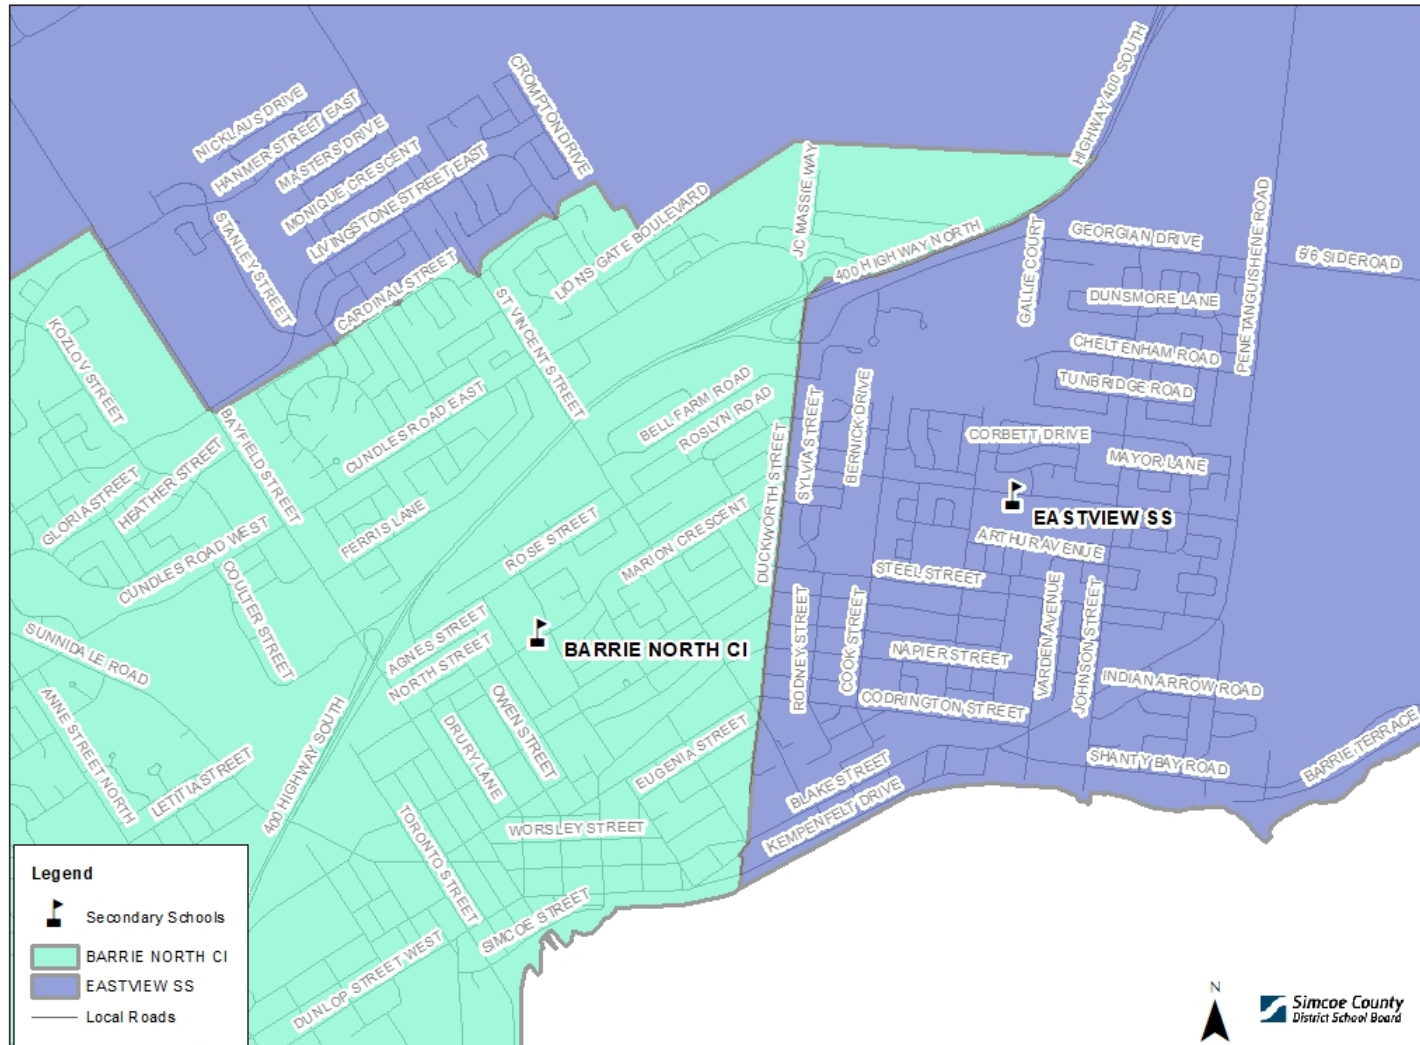 CROMPTON DRIVE
HIGHWAY 400 SOUTH
NICKLAUS DRIVE
HANMER STREET EAST
MASTERS DRIVE
MONIQUE CRESCENT
LIVINGSTONE STREET EAST
STANLEY STREET
CARDINAL STREET
LIONS GATE BOULEVARD
JC MASSIE WAY
400 HIGHWAY NORTH
GALLIE COURT
GEORGIAN DRIVE
PENETANGUISHENE ROAD
5/6 SIDEROAD
DUNSMORE LANE
CHELTENHAM ROAD
TUNBRIDGE ROAD
KOZLOV STREET
ST VINCENT STREET
BELL FARM ROAD
ROSLYN ROAD
CUNDLES ROAD EAST
BAYFIELD STREET
DUCKWORTH STREET
SYLVIA STREET
BERNICK DRIVE
CORBETT DRIVE
MAYOR LANE
GLORIA STREET
HEATHER STREET
CUNDLES ROAD WEST
FERRIS LANE
ROSE STREET
MARION CRESCENT
EASTVIEW SS
ARTHUR AVENUE
STEEL STREET
COULTER STREET
SUNNIDALE ROAD
AGNES STREET
NORTH STREET
BARRIE NORTH CI
RODNEY STREET
COOK STREET
NAPIER STREET
VARDEN AVENUE
JOHNSON STREET
INDIAN ARROW ROAD
CODRINGTON STREET
ANNE STREET NORTH
LETITIA STREET
400 HIGHWAY SOUTH
DRURY LANE
OWEN STREET
EUGENIA STREET
BLAKE STREET
KEMPENFELT DRIVE
SHANTY BAY ROAD
BARRIE TERRACE
WORSLEY STREET
TORONTO STREET
SIMCOE STREET
DUNLOP STREET WEST
Legend
Secondary Schools
BARRIE NORTH CI
EASTVIEW SS
Local Roads
N
Simcoe County
District School Board